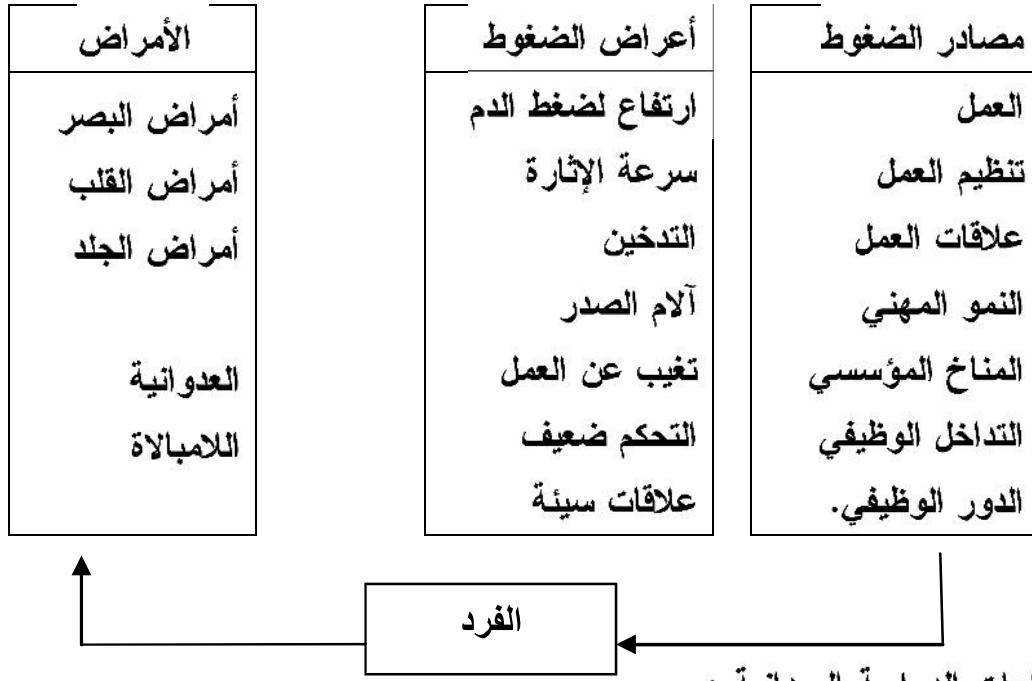 مصادر الضغوط
العمل
تنظيم العمل
علاقات العمل
النمو المهني
المناخ المؤسسي
التداخل الوظيفي
الدور الوظيفي.
أعراض الضغوط
ارتفاع لضغط الدم
سرعة الإثارة
التدخين
آلام الصدر
تغيب عن العمل
التحكم ضعيف
علاقات سيئة
الأمراض
أمراض البصر
أمراض القلب
أمراض الجلد
العدوانية
اللامبالاة
الفرد